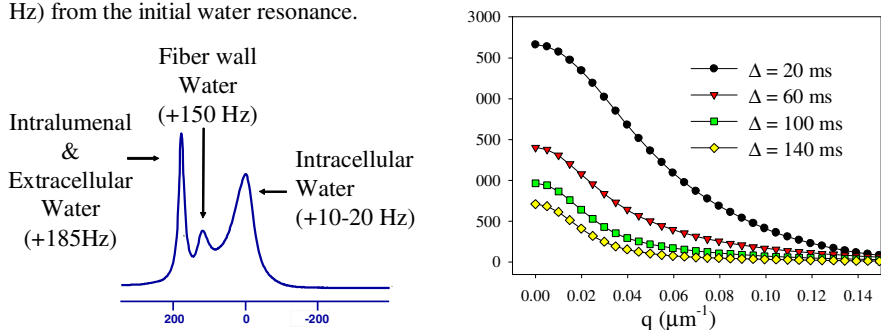 Hz) from the initial water resonance.
Fiber wall
Water
(+150 Hz)
Intralumenal
&
Extracellular
Water
(+185Hz)
Intracellular
Water
(+10-20 Hz)
200
0
-200
3000
500
000
500
000
500
0
Δ = 20 ms
Δ = 60 ms
Δ = 100 ms
Δ = 140 ms
0.00 0.02 0.04 0.06 0.08 0.10 0.12 0.14
q (μm-1)